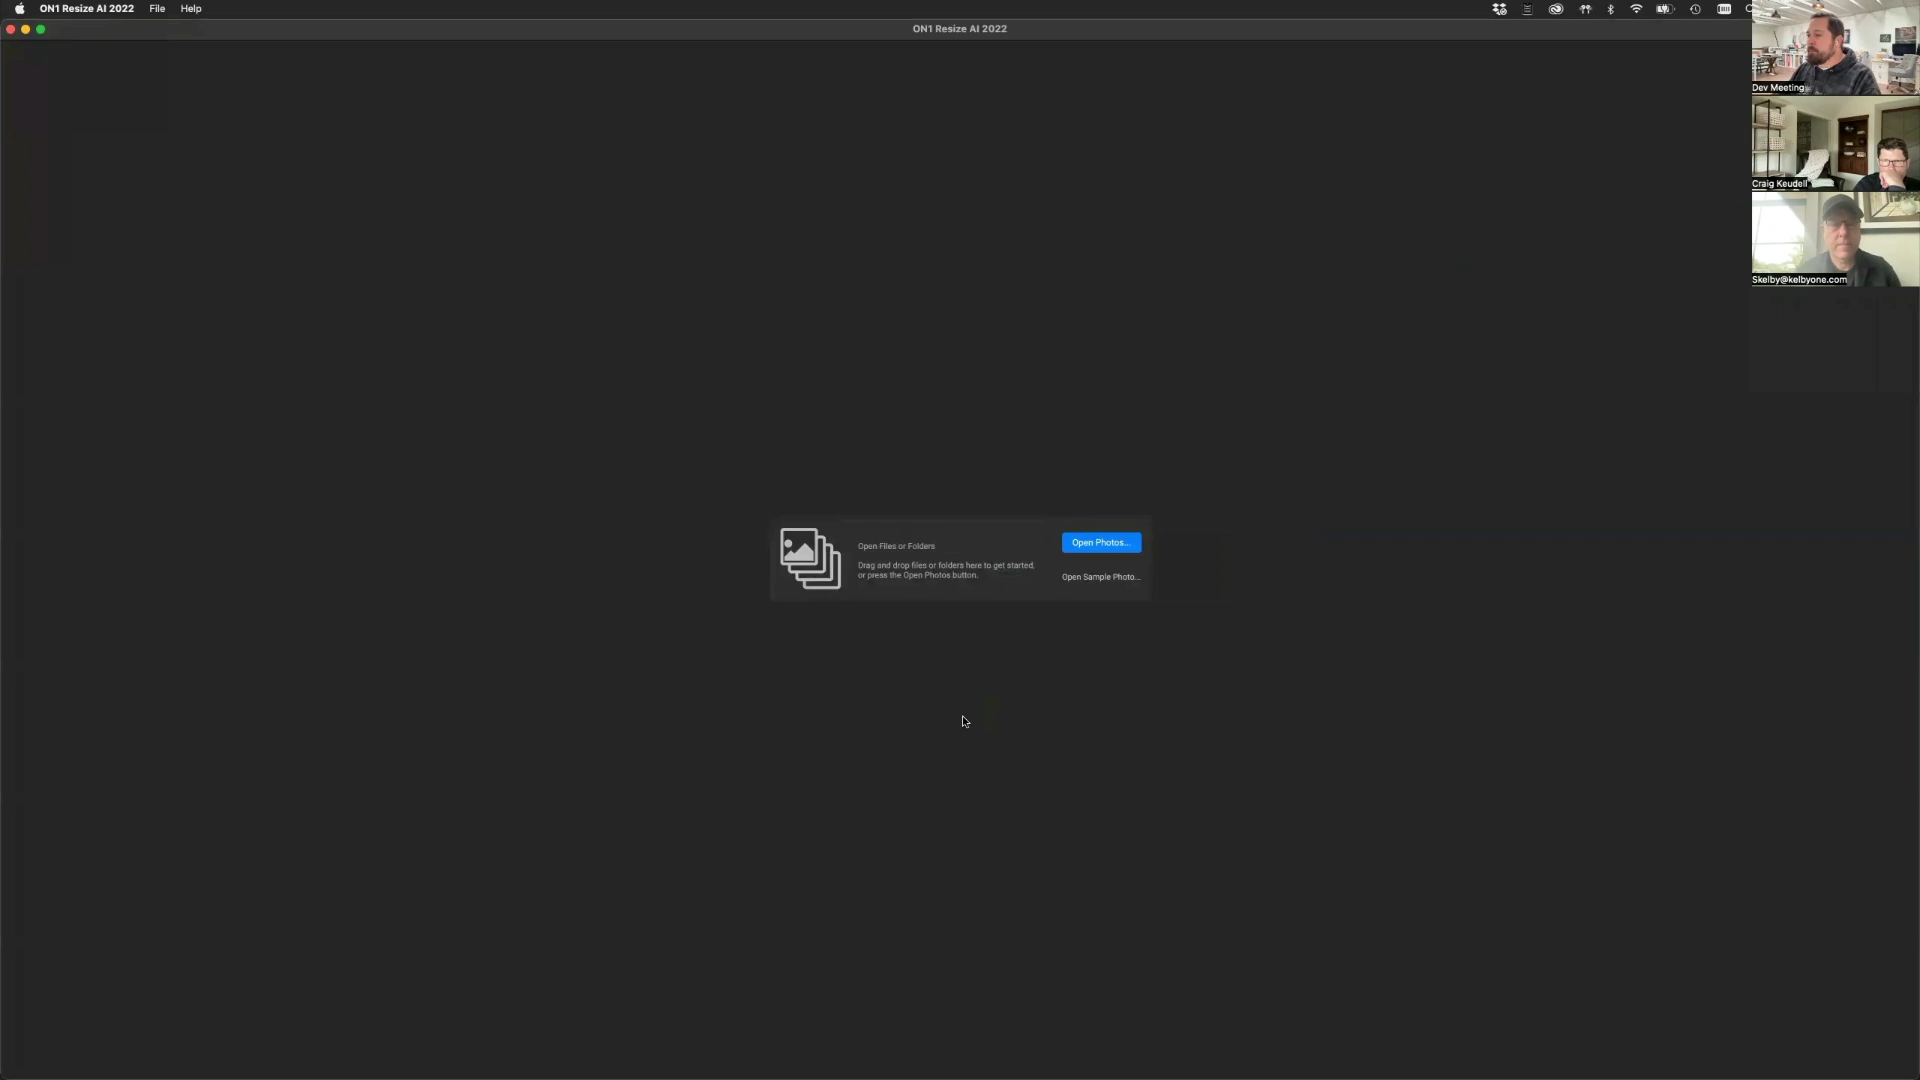 ON1 Resize AI 2022 File Help
ON1 Resize AI 2022
Dev Meeting
Craig Keudell
Skelby@kelbyone.com
Open Files or Folders
Drag and drop files or folders here to get started,
or press the Open Photos button.
Open Photos...
Open Sample Photo...